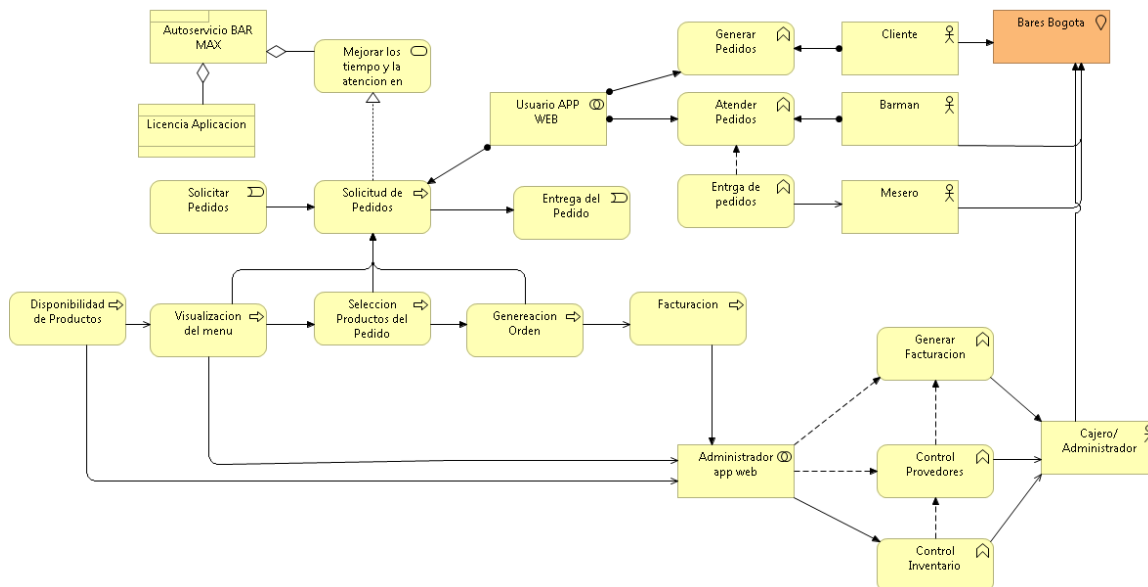 Autoservicio BAR
MAX
Mejorar los
tiempo y la
atencion en
Licencia Aplicacion
Generar
Pedidos
Cliente
Bares Bogota
Usuario APP
WEB
Atender
Pedidos
Barman
Solicitar
Pedidos
Solicitud de
Pedidos
Entrega del
Pedido
Entrga de
pedidos
Mesero
Disponibilidad
de Productos
Visualizacion
del menu
Seleccion
Productos del
Pedido
Genereacion
Orden
Facturacion
Generar
Facturacion
Administrador
app web
Control
Provedores
Cajero/
Administrador
Control
Inventario